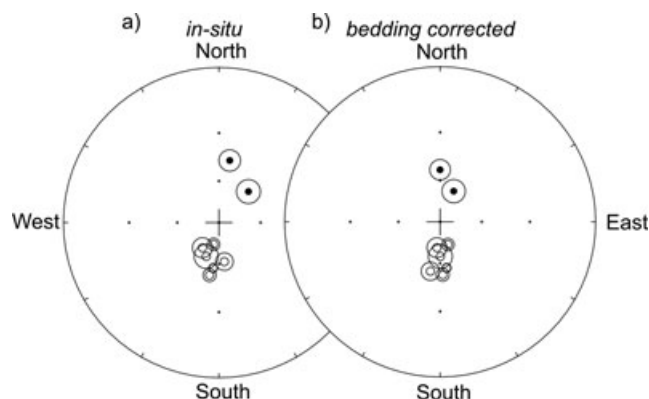 a) in-situ
North
b) bedding corrected
North
West
East
South
South